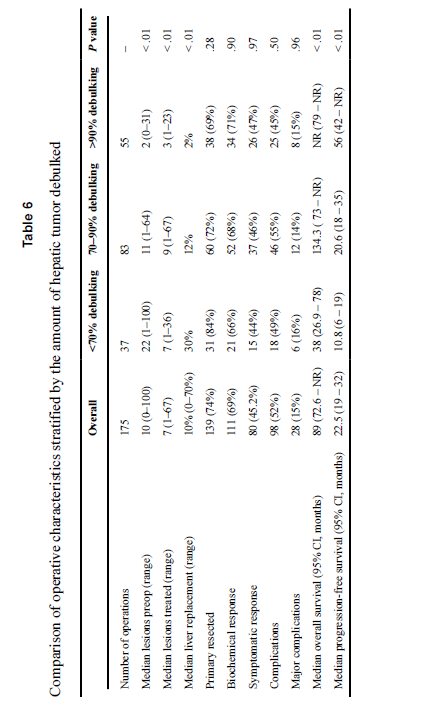 Table 6
Comparison of operative characteristics stratified by the amount of hepatic tumor debulked
Overall <70% debulking 70–90% debulking >90% debulking P value
Number of operations 175 37 83 55 –
Median lesions preop (range) 10 (0–100) 22 (1–100) 11 (1–64) 2 (0–31) <.01
Median lesions treated (range) 7 (1–67) 7 (1–36) 9 (1–67) 3 (1–23) <.01
Median liver replacement (range) 10% (0–70%) 30% 12% 2% <.01
Primary resected 139 (74%) 31 (84%) 60 (72%) 38 (69%) .28
Biochemical response 111 (69%) 21 (66%) 52 (68%) 34 (71%) .90
Symptomatic response 80 (45.2%) 15 (44%) 37 (46%) 26 (47%) .97
Complications 98 (52%) 18 (49%) 46 (55%) 25 (45%) .50
Major complications 28 (15%) 6 (16%) 12 (14%) 8 (15%) .96
Median overall survival (95% CI, months) 89 (72.6 – NR) 38 (26.9 – 78) 134.3 ( 73 – NR) NR (79 – NR) <.01
Median progression-free survival (95% CI, months) 22.5 (19 – 32) 10.8 (6 – 19) 20.6 (18 – 35) 56 (42 – NR) <.01